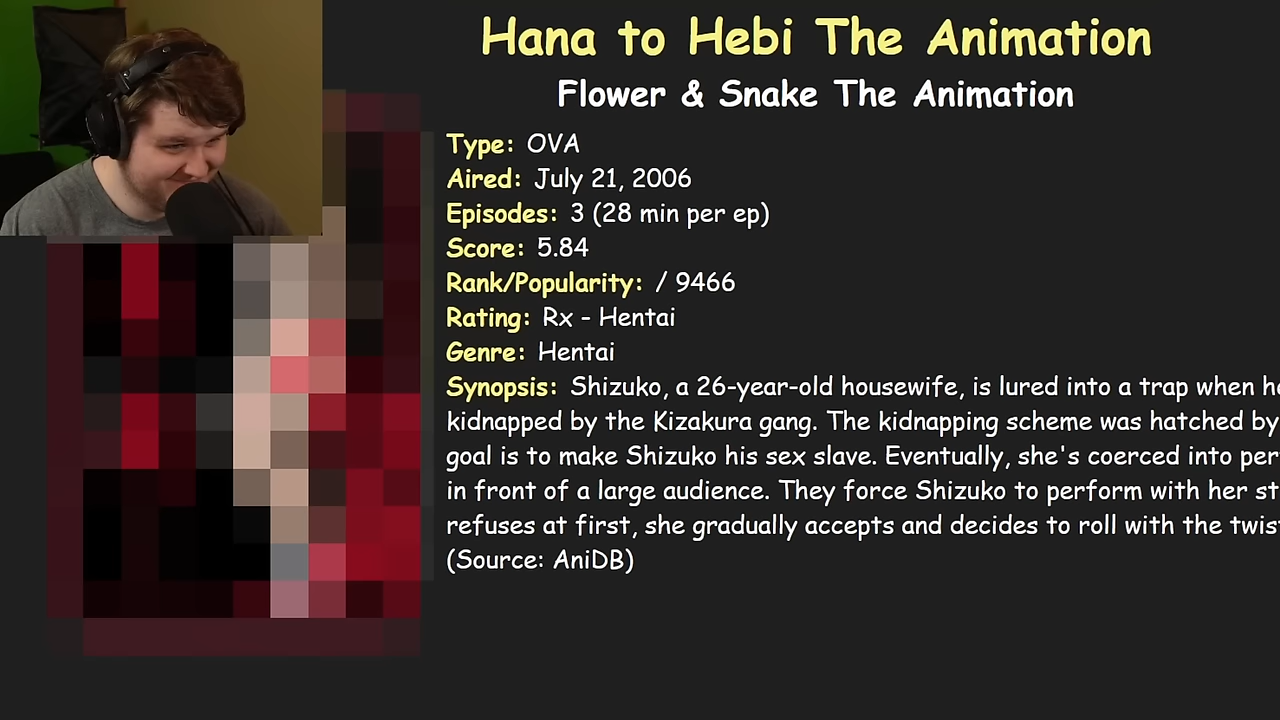 Hana to Hebi The Animation
Flower & Snake The Animation
Type: OVA
Aired: July 21, 2006
Episodes: 3 (28 min per ep)
Score: 5.84
Rank/Popularity: / 9466
Rating: Rx - Hentai
Genre: Hentai
Synopsis: Shizuko, a 26-year-old housewife, is lured into a trap when
kidnapped by the Kizakura gang. The kidnapping scheme was hatched by
goal is to make Shizuko his sex slave. Eventually, she's coerced into
in front of a large audience. They force Shizuko to perform with her
refuses at first, she gradually accepts and decides to roll with the
(Source: AniDB)